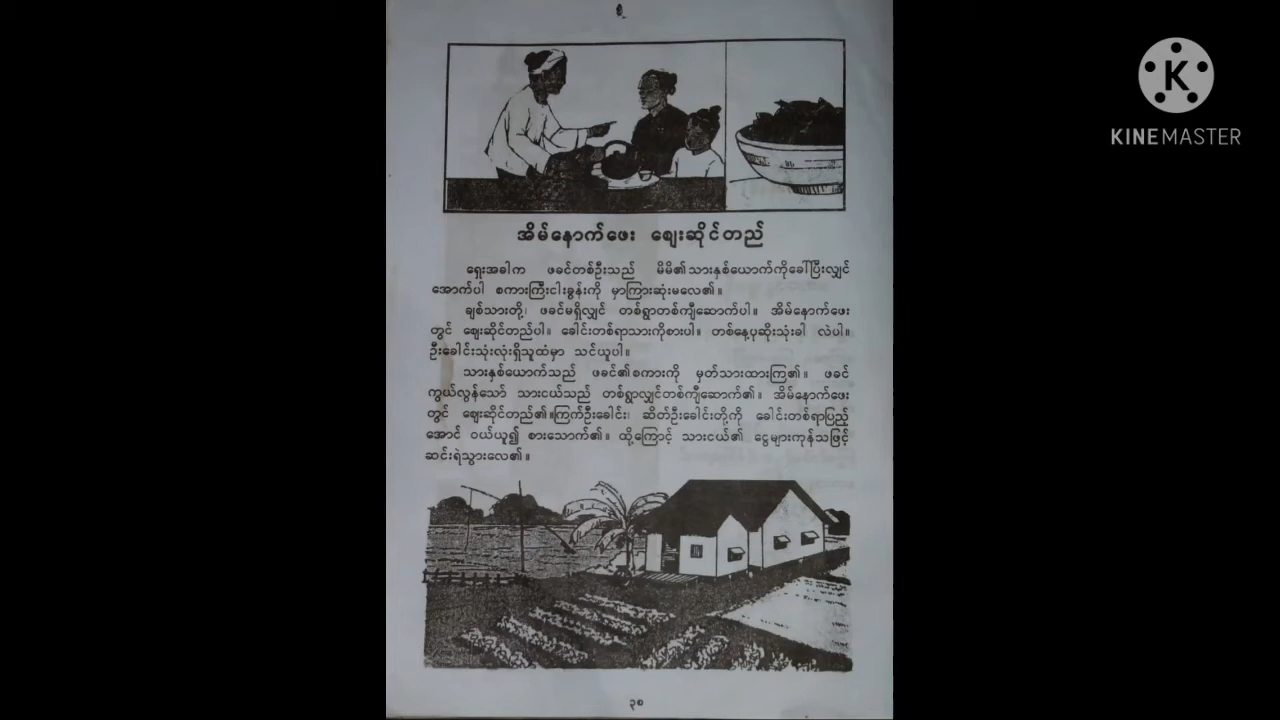 အိမ်နောက်ဖေး ဈေးဆိုင်တည်
ရှေးအခါက ဖခင်တစ်ဦးသည် မိမိ၏သားနှစ်ယောက်ကိုခေါ်ပြီးလျှင်
အောက်ပါ စကားကြီးငါးခွန်းကို မှာကြားဆုံးမလေ၏။
ချစ်သားတို့၊ ဖခင်မရှိလျှင် တစ်ရွာတစ်ကျီဆောက်ပါ။ အိမ်နောက်ဖေး
တွင် ဈေးဆိုင်တည်ပါ။ ခေါင်းတစ်ရာသားကိုစားပါ။ တစ်နေ့ပုဆိုးသုံးခါ လဲပါ။
ဦးခေါင်းသုံးလုံးရှိသူထံမှာ သင်ယူပါ။
သားနှစ်ယောက်သည် ဖခင်၏စကားကို မှတ်သားထားကြ၏။ ဖခင်
ကွယ်လွန်သော် သားငယ်သည် တစ်ရွာလျှင်တစ်ကျီဆောက်၏။ အိမ်နောက်ဖေး
တွင် ဈေးဆိုင်တည်၏။ကြက်ဦးခေါင်း၊ ဆိတ်ဦးခေါင်းတို့ကို ခေါင်းတစ်ရာပြည့်
အောင် ဝယ်ယူ၍ စားသောက်၏။ ထို့ကြောင့် သားငယ်၏ ငွေများကုန်သဖြင့်
ဆင်းရဲသွားလေ၏။
၃၈
K
KINEMASTER